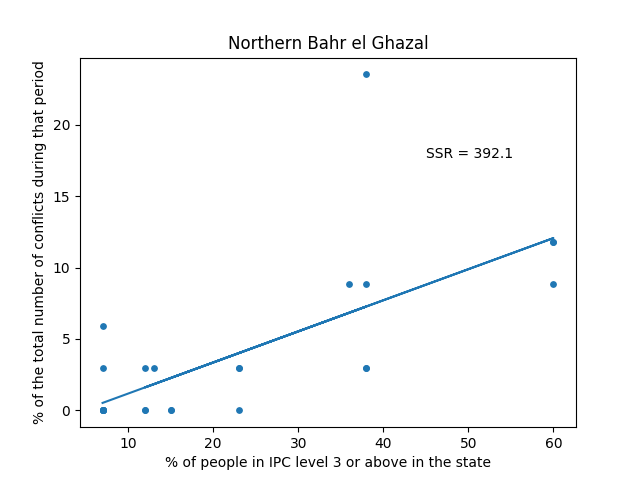 Northern Bahr el Ghazal
% of the total number of conflicts during that period
20
15
10
5
0
SSR = 392.1
10
20
30
40
50
60
% of people in IPC level 3 or above in the state